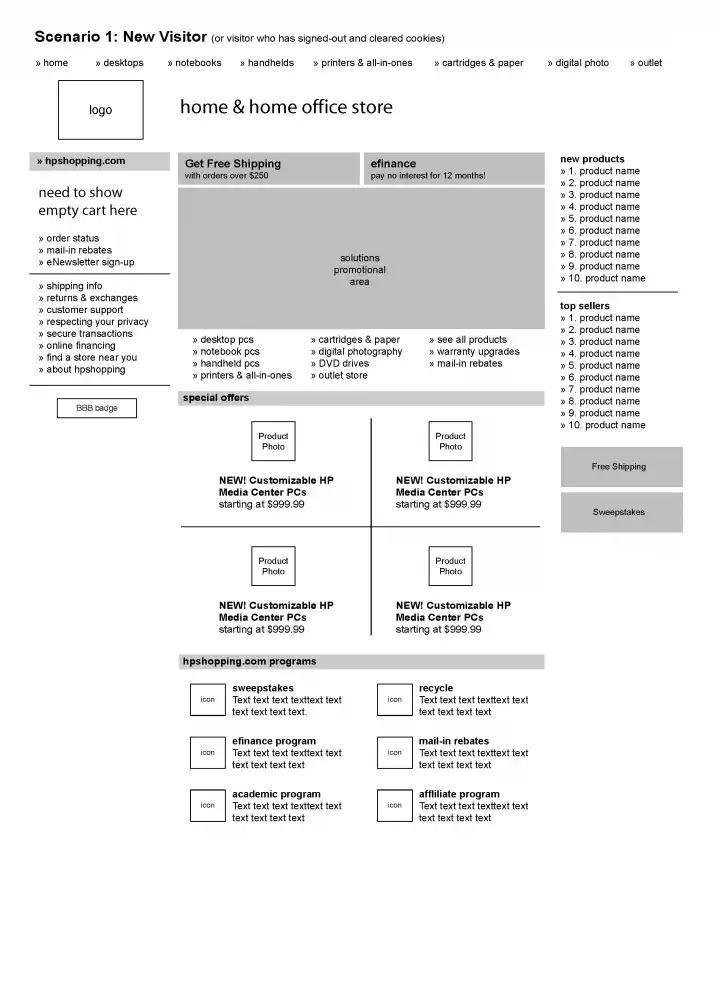 Scenario 1: New Visitor (or visitor who has signed-out and cleared cookies)
» home » desktops » notebooks » handhelds » printers & all-in-ones » cartridges & paper » digital photo » outlet
logo
home & home office store
» hpshopping.com
need to show
empty cart here
» order status
» mail-in rebates
» eNewsletter sign-up
» shipping info
» returns & exchanges
» customer support
» respecting your privacy
» secure transactions
» online financing
» find a store near you
» about hpshopping
BBB badge
Get Free Shipping
with orders over $250
efinance
pay no interest for 12 months!
solutions
promotional
area
» desktop pcs
» notebook pcs
» handheld pcs
» printers & all-in-ones
» cartridges & paper
» digital photography
» DVD drives
» outlet store
» see all products
» warranty upgrades
» mail-in rebates
special offers
Product
Photo
NEW! Customizable HP
Media Center PCs
starting at $999.99
Product
Photo
NEW! Customizable HP
Media Center PCs
starting at $999.99
Product
Photo
NEW! Customizable HP
Media Center PCs
starting at $999.99
Product
Photo
NEW! Customizable HP
Media Center PCs
starting at $999.99
hpshopping.com programs
icon
sweepstakes
Text text text texttext text
text text text text.
icon
recycle
Text text text texttext text
text text text text
icon
efinance program
Text text text texttext text
text text text text
icon
mail-in rebates
Text text text texttext text
text text text text
icon
academic program
Text text text texttext text
text text text text
icon
affliliate program
Text text text texttext text
text text text text
new products
» 1. product name
» 2. product name
» 3. product name
» 4. product name
» 5. product name
» 6. product name
» 7. product name
» 8. product name
» 9. product name
» 10. product name
top sellers
» 1. product name
» 2. product name
» 3. product name
» 4. product name
» 5. product name
» 6. product name
» 7. product name
» 8. product name
» 9. product name
» 10. product name
Free Shipping
Sweepstakes